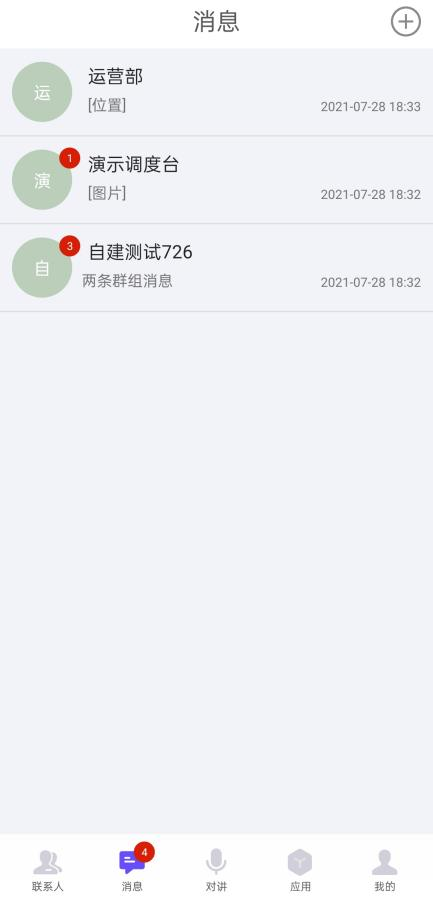 消息
运 运营部
[位置] 2021-07-28 18:33
1
演 演示调度台
[图片] 2021-07-28 18:32
3
自 自建测试726
两条群组消息 2021-07-28 18:32
4
联系人 消息 对讲 应用 我的